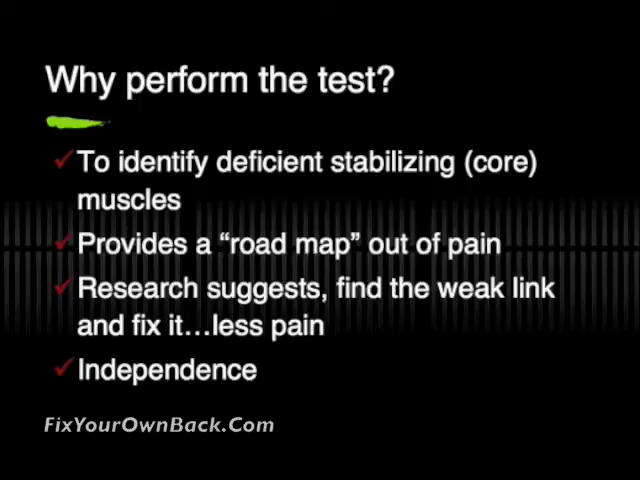 Why perform the test?
To identify deficient stabilizing (core)
muscles
Provides a “road map” out of pain
Research suggests, find the weak link
and fix it…less pain
Independence
FixYourOwnBack.Com